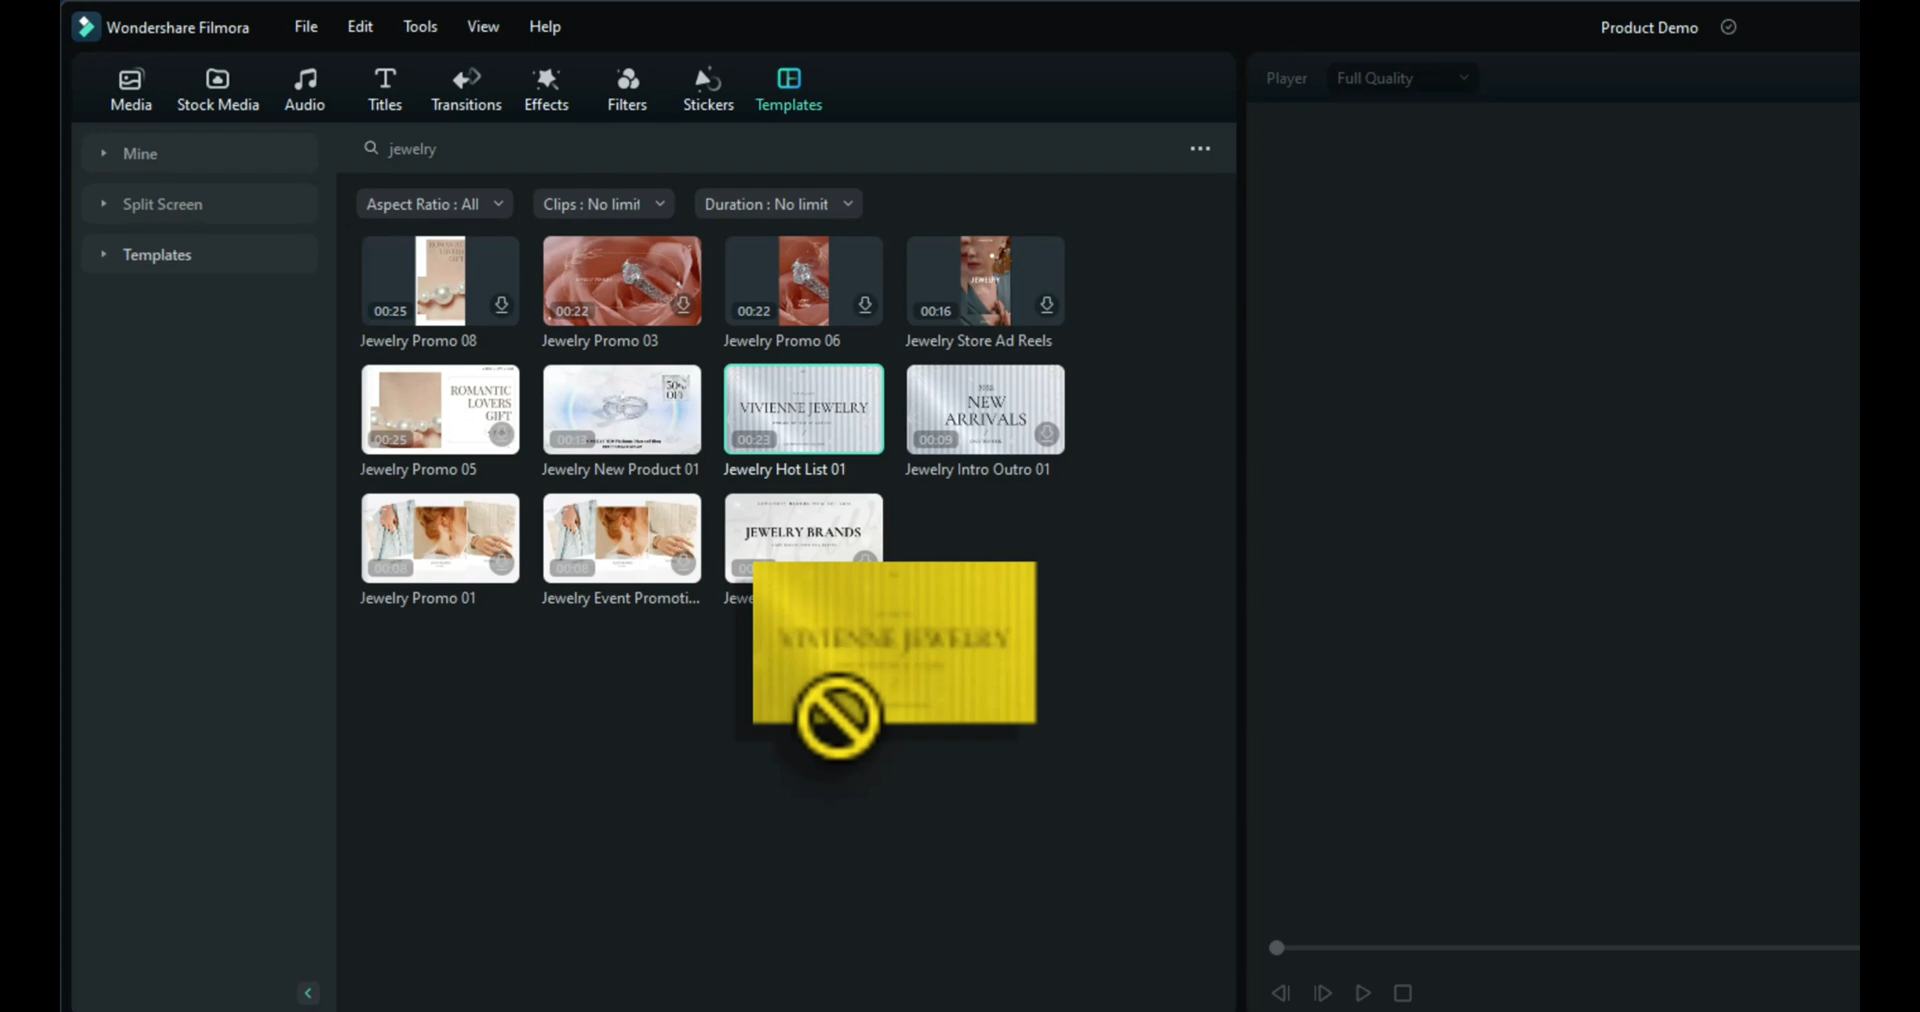 Wondershare Filmora File Edit Tools View Help Product Demo
Media Stock Media Audio Titles Transitions Effects Filters Stickers Templates
Player Full Quality
Mine
Split Screen
Templates
jewelry
Aspect Ratio : All Clips : No limit Duration : No limit
00:25 00:22 00:22 JEWELRY 00:16
Jewelry Promo 08 Jewelry Promo 03 Jewelry Promo 06 Jewelry Store Ad Reels
ROMANTIC
LOVERS
GIFT
00:25
50%
OFF
00:13
VIVIENNE JEWELRY
00:23
NEW
ARRIVALS
00:09
Jewelry Promo 05 Jewelry New Product 01 Jewelry Hot List 01 Jewelry Intro Outro 01
JEWELRY BRANDS
00:08 00:08
Jewelry Promo 01 Jewelry Event Promoti...
VIVIENNE JEWELRY